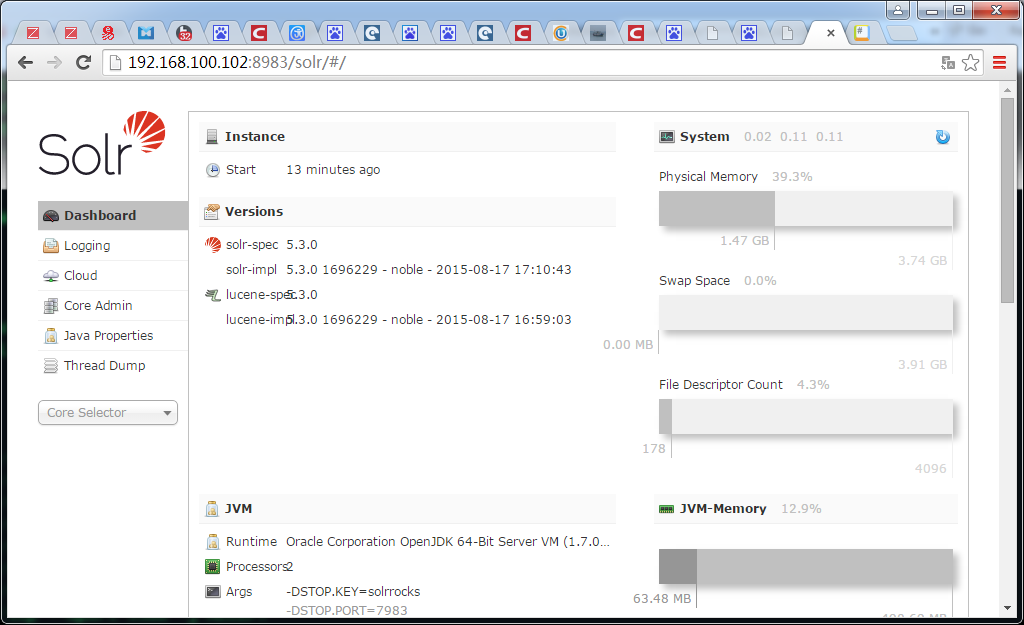 192.168.100.102:8983/solr/#/
Solr
Dashboard
Logging
Cloud
Core Admin
Java Properties
Thread Dump
Core Selector
Instance
Start 13 minutes ago
Versions
solr-spec 5.3.0
solr-impl 5.3.0 1696229 - noble - 2015-08-17 17:10:43
lucene-spec 5.3.0
lucene-impl 5.3.0 1696229 - noble - 2015-08-17 16:59:03
JVM
Runtime Oracle Corporation OpenJDK 64-Bit Server VM (1.7.0...
Processors 2
Args -DSTOP.KEY=solrrocks
-DSTOP.PORT=7983
System 0.02 0.11 0.11
Physical Memory 39.3%
1.47 GB
3.74 GB
Swap Space 0.0%
0.00 MB
3.91 GB
File Descriptor Count 4.3%
178
4096
JVM-Memory 12.9%
63.48 MB